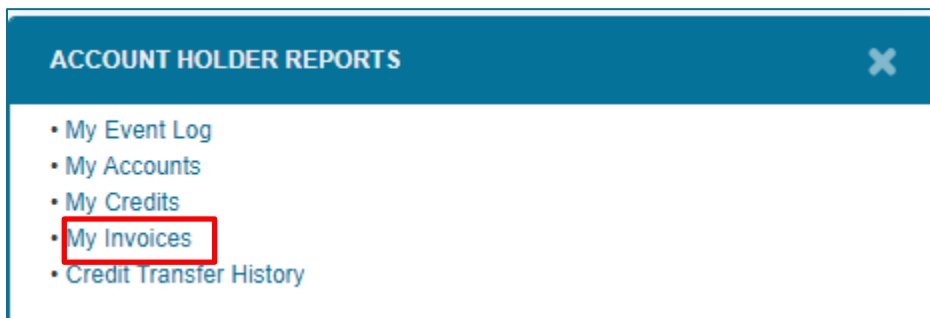 ACCOUNT HOLDER REPORTS
• My Event Log
• My Accounts
• My Credits
• My Invoices
• Credit Transfer History